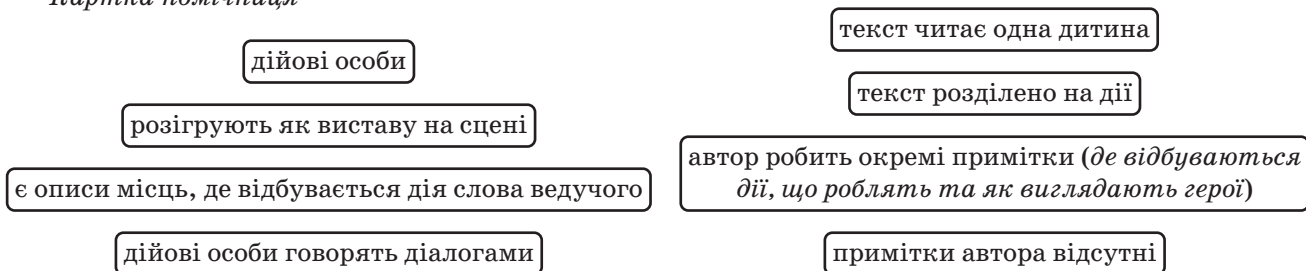 Картка помічниця
дійові особи
розігрують як виставу на сцені
є описи місць, де відбувається дія слова ведучого
дійові особи говорять діалогами
текст читає одна дитина
текст розділено на дії
автор робить окремі примітки (де відбуваються
дії, що роблять та як виглядають герої)
примітки автора відсутні